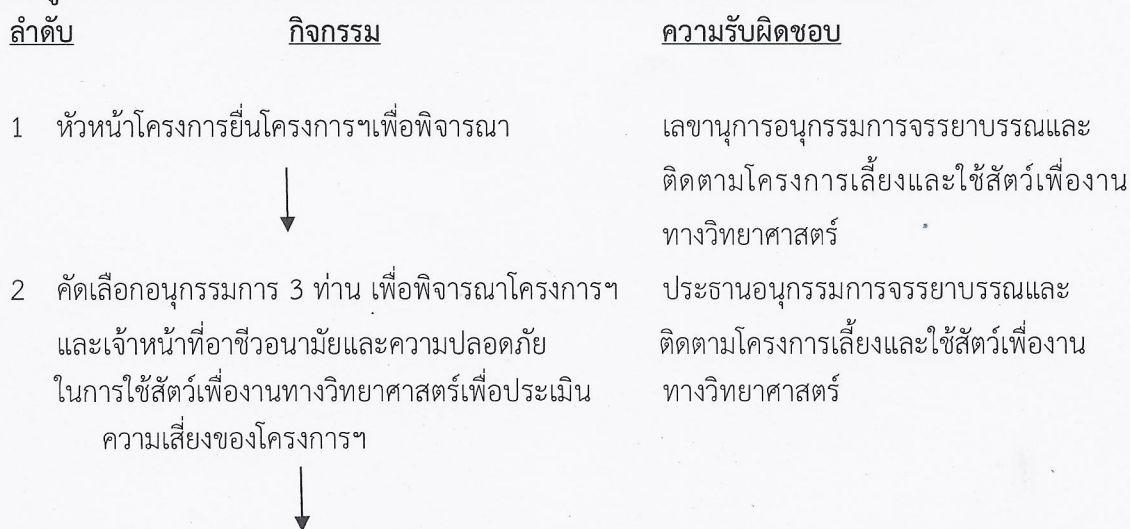 ลำดับ กิจกรรม ความรับผิดชอบ
1 หัวหน้าโครงการยื่นโครงการฯเพื่อพิจารณา เลขานุการอนุกรรมการจรรยาบรรณและ
ติดตามโครงการเลี้ยงและใช้สัตว์เพื่องาน
ทางวิทยาศาสตร์
2 คัดเลือกอนุกรรมการ 3 ท่าน เพื่อพิจารณาโครงการฯ ประธานอนุกรรมการจรรยาบรรณและ
และเจ้าหน้าที่อาชีวอนามัยและความปลอดภัย ติดตามโครงการเลี้ยงและใช้สัตว์เพื่องาน
ในการใช้สัตว์เพื่องานทางวิทยาศาสตร์เพื่อประเมิน ทางวิทยาศาสตร์
ความเสี่ยงของโครงการฯ